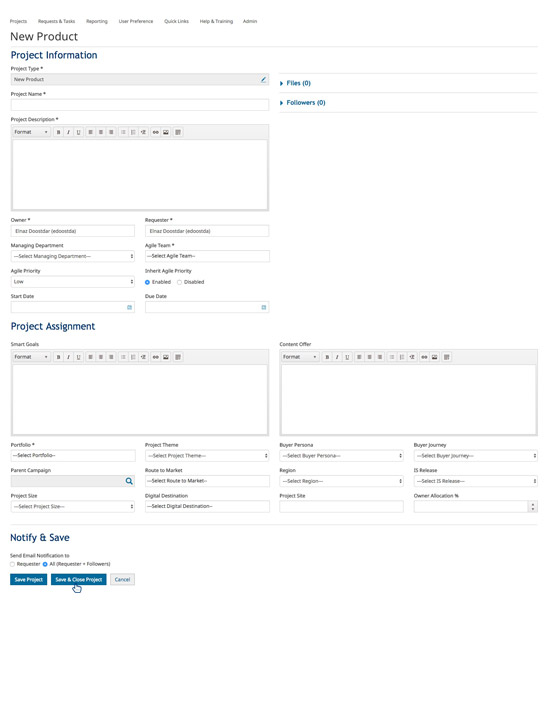 Projects Requests & Tasks Reporting User Preference Quick Links Help & Training Admin
New Product
Project Information
Project Type *
New Product
Files (0)
Project Name *
Followers (0)
Project Description *
Format B I U
Owner * Requester *
Elnaz Doostdar (edoostda) Elnaz Doostdar (edoostda)
Managing Department Agile Team *
---Select Managing Department--- --Select Agile Team--
Agile Priority Inherit Agile Priority
Low Enabled Disabled
Start Date Due Date
Project Assignment
Smart Goals Content Offer
Format B I U Format B I U
Portfolio * Project Theme Buyer Persona Buyer Journey
--Select Portfolio-- ---Select Project Theme--- ---Select Buyer Persona--- ---Select Buyer Journey---
Parent Campaign Route to Market Region IS Release
--Select Route to Market-- ---Select Region--- ---Select IS Release---
Project Size Digital Destination Project Site Owner Allocation %
---Select Project Size--- --Select Digital Destination--
Notify & Save
Send Email Notification to
Requester All (Requester + Followers)
Save Project Save & Close Project Cancel